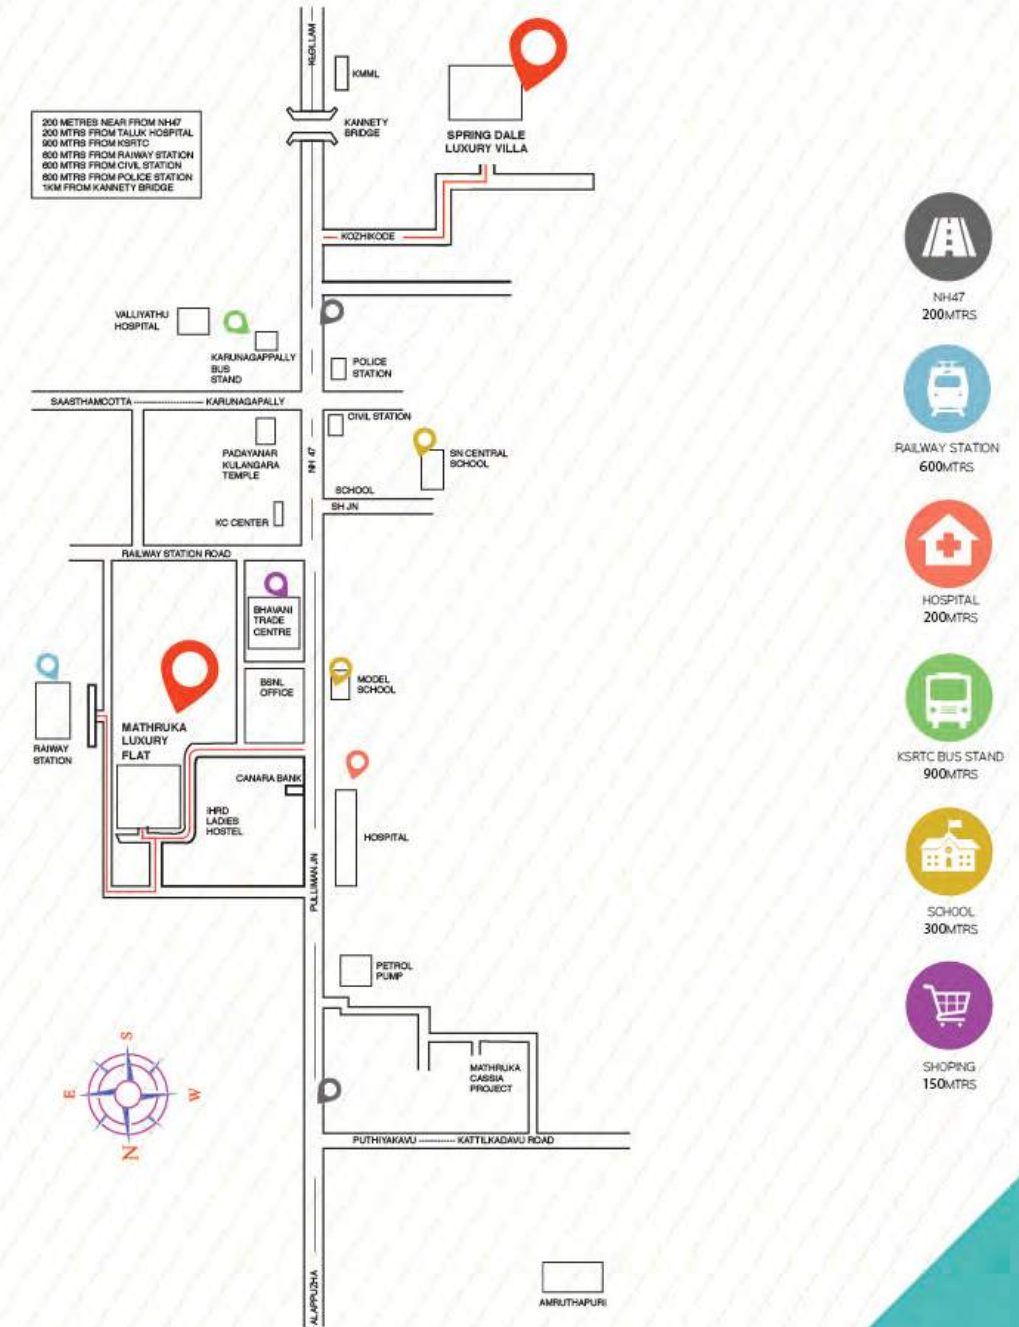 KLOLLAM
KMML
KANNETY
BRIDGE
SPRING DALE
LUXURY VILLA
200 METRES NEAR FROM NH47
200 MTRS FROM TALUK HOSPITAL
900 MTRS FROM KSRTC
600 MTRS FROM RAIWAY STATION
600 MTRS FROM CIVIL STATION
600 MTRS FROM POLICE STATION
1KM FROM KANNETY BRIDGE
KOZHIKODE
VALLIYATHU
HOSPITAL
KARUNAGAPPALLY
BUS
STAND
POLICE
STATION
SAASTHAMCOTTA ---------------- KARUNAGAPALLY
CIVIL STATION
PADAYANAR
KULANGARA
TEMPLE
NH 47
SN CENTRAL
SCHOOL
SCHOOL
SH JN
KC CENTER
RAILWAY STATION ROAD
BHAVANI
TRADE
CENTRE
BSNL
OFFICE
MODEL
SCHOOL
RAIWAY
STATION
MATHRUKA
LUXURY
FLAT
CANARA BANK
IHRD
LADIES
HOSTEL
HOSPITAL
PULLIMAN JN
PETROL
PUMP
MATHRUKA
CASSIA
PROJECT
S
E
W
N
PUTHIYAKAVU ----------- KATTILKADAVU ROAD
ALAPPUZHA
AMRUTHAPURI
NH47
200MTRS
RAILWAY STATION
600MTRS
HOSPITAL
200MTRS
KSRTC BUS STAND
900MTRS
SCHOOL
300MTRS
SHOPING
150MTRS